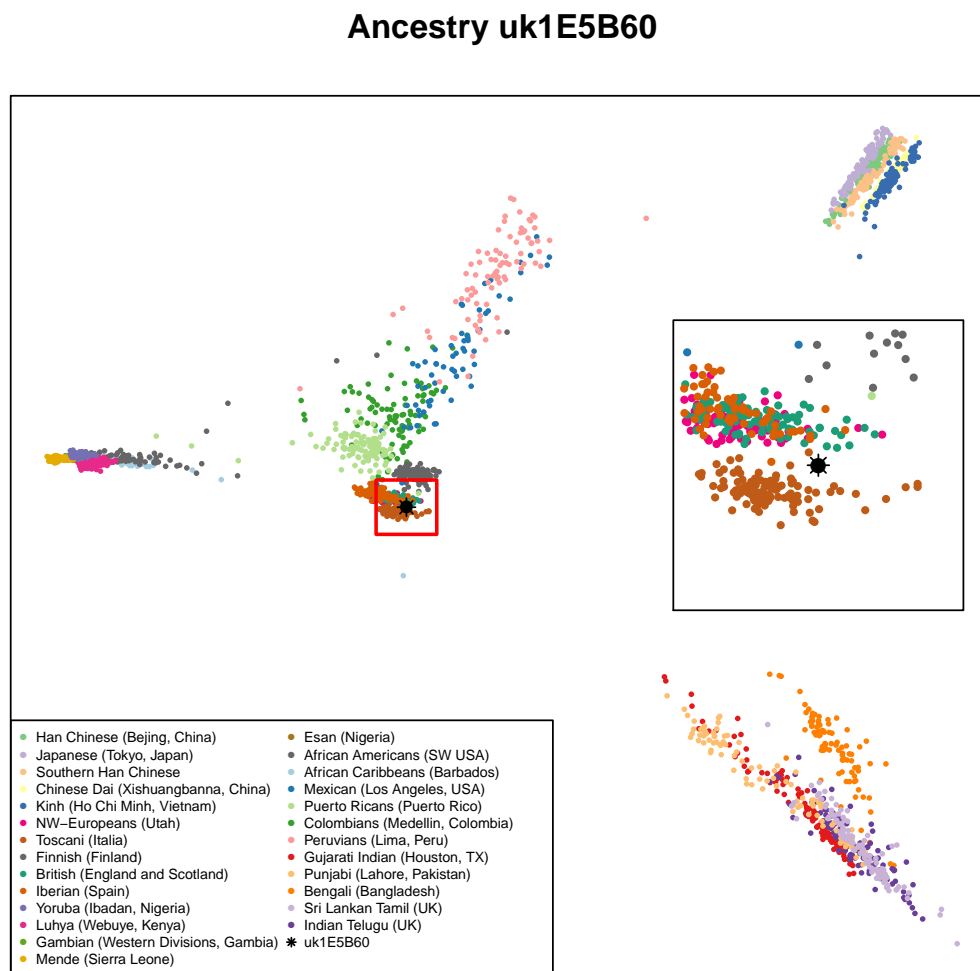 Ancestry uk1E5B60
Han Chinese (Bejing, China)
Japanese (Tokyo, Japan)
Southern Han Chinese
Chinese Dai (Xishuangbanna, China)
Kinh (Ho Chi Minh, Vietnam)
NW−Europeans (Utah)
Toscani (Italia)
Finnish (Finland)
British (England and Scotland)
Iberian (Spain)
Yoruba (Ibadan, Nigeria)
Luhya (Webuye, Kenya)
Gambian (Western Divisions, Gambia)
Mende (Sierra Leone)
Esan (Nigeria)
African Americans (SW USA)
African Caribbeans (Barbados)
Mexican (Los Angeles, USA)
Puerto Ricans (Puerto Rico)
Colombians (Medellin, Colombia)
Peruvians (Lima, Peru)
Gujarati Indian (Houston, TX)
Punjabi (Lahore, Pakistan)
Bengali (Bangladesh)
Sri Lankan Tamil (UK)
Indian Telugu (UK)
uk1E5B60